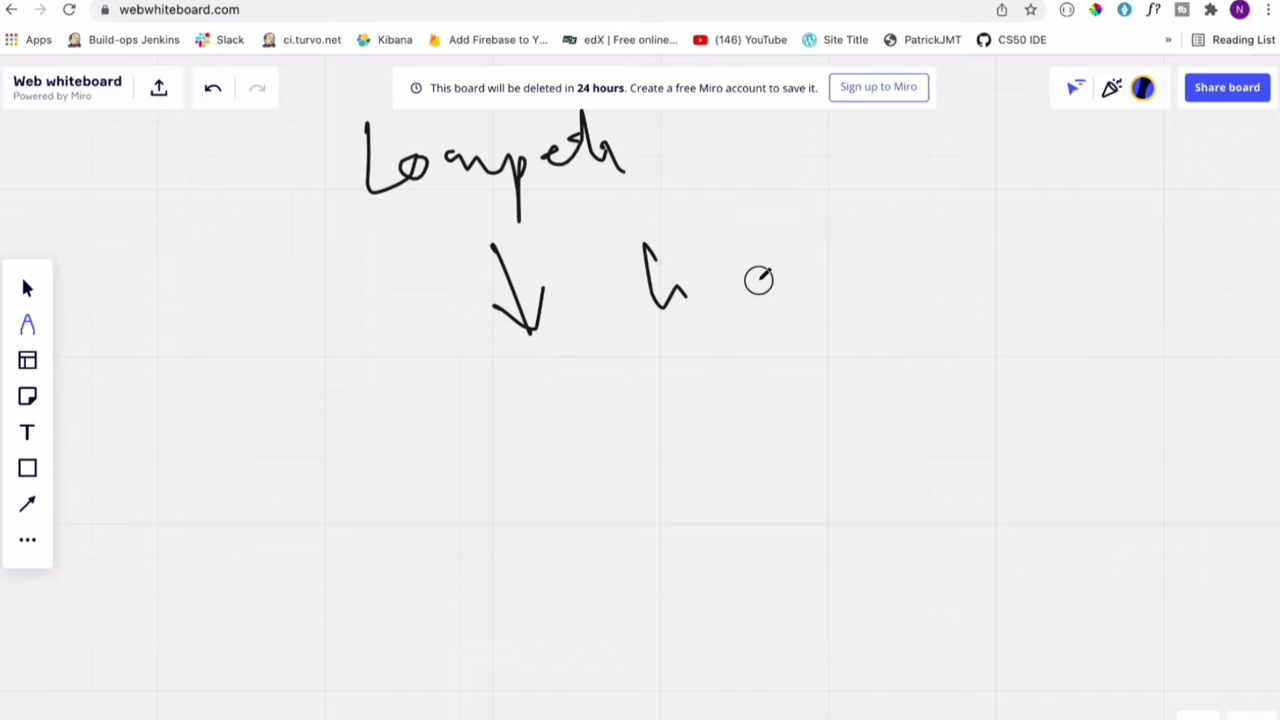 webwhiteboard.com
Apps Build-ops Jenkins Slack ci.turvo.net Kibana Add Firebase to Y... edX | Free online... (146) YouTube Site Title PatrickJMT CS50 IDE » Reading List
Web whiteboard
Powered by Miro
This board will be deleted in 24 hours. Create a free Miro account to save it. Sign up to Miro
Share board
N
f?
T